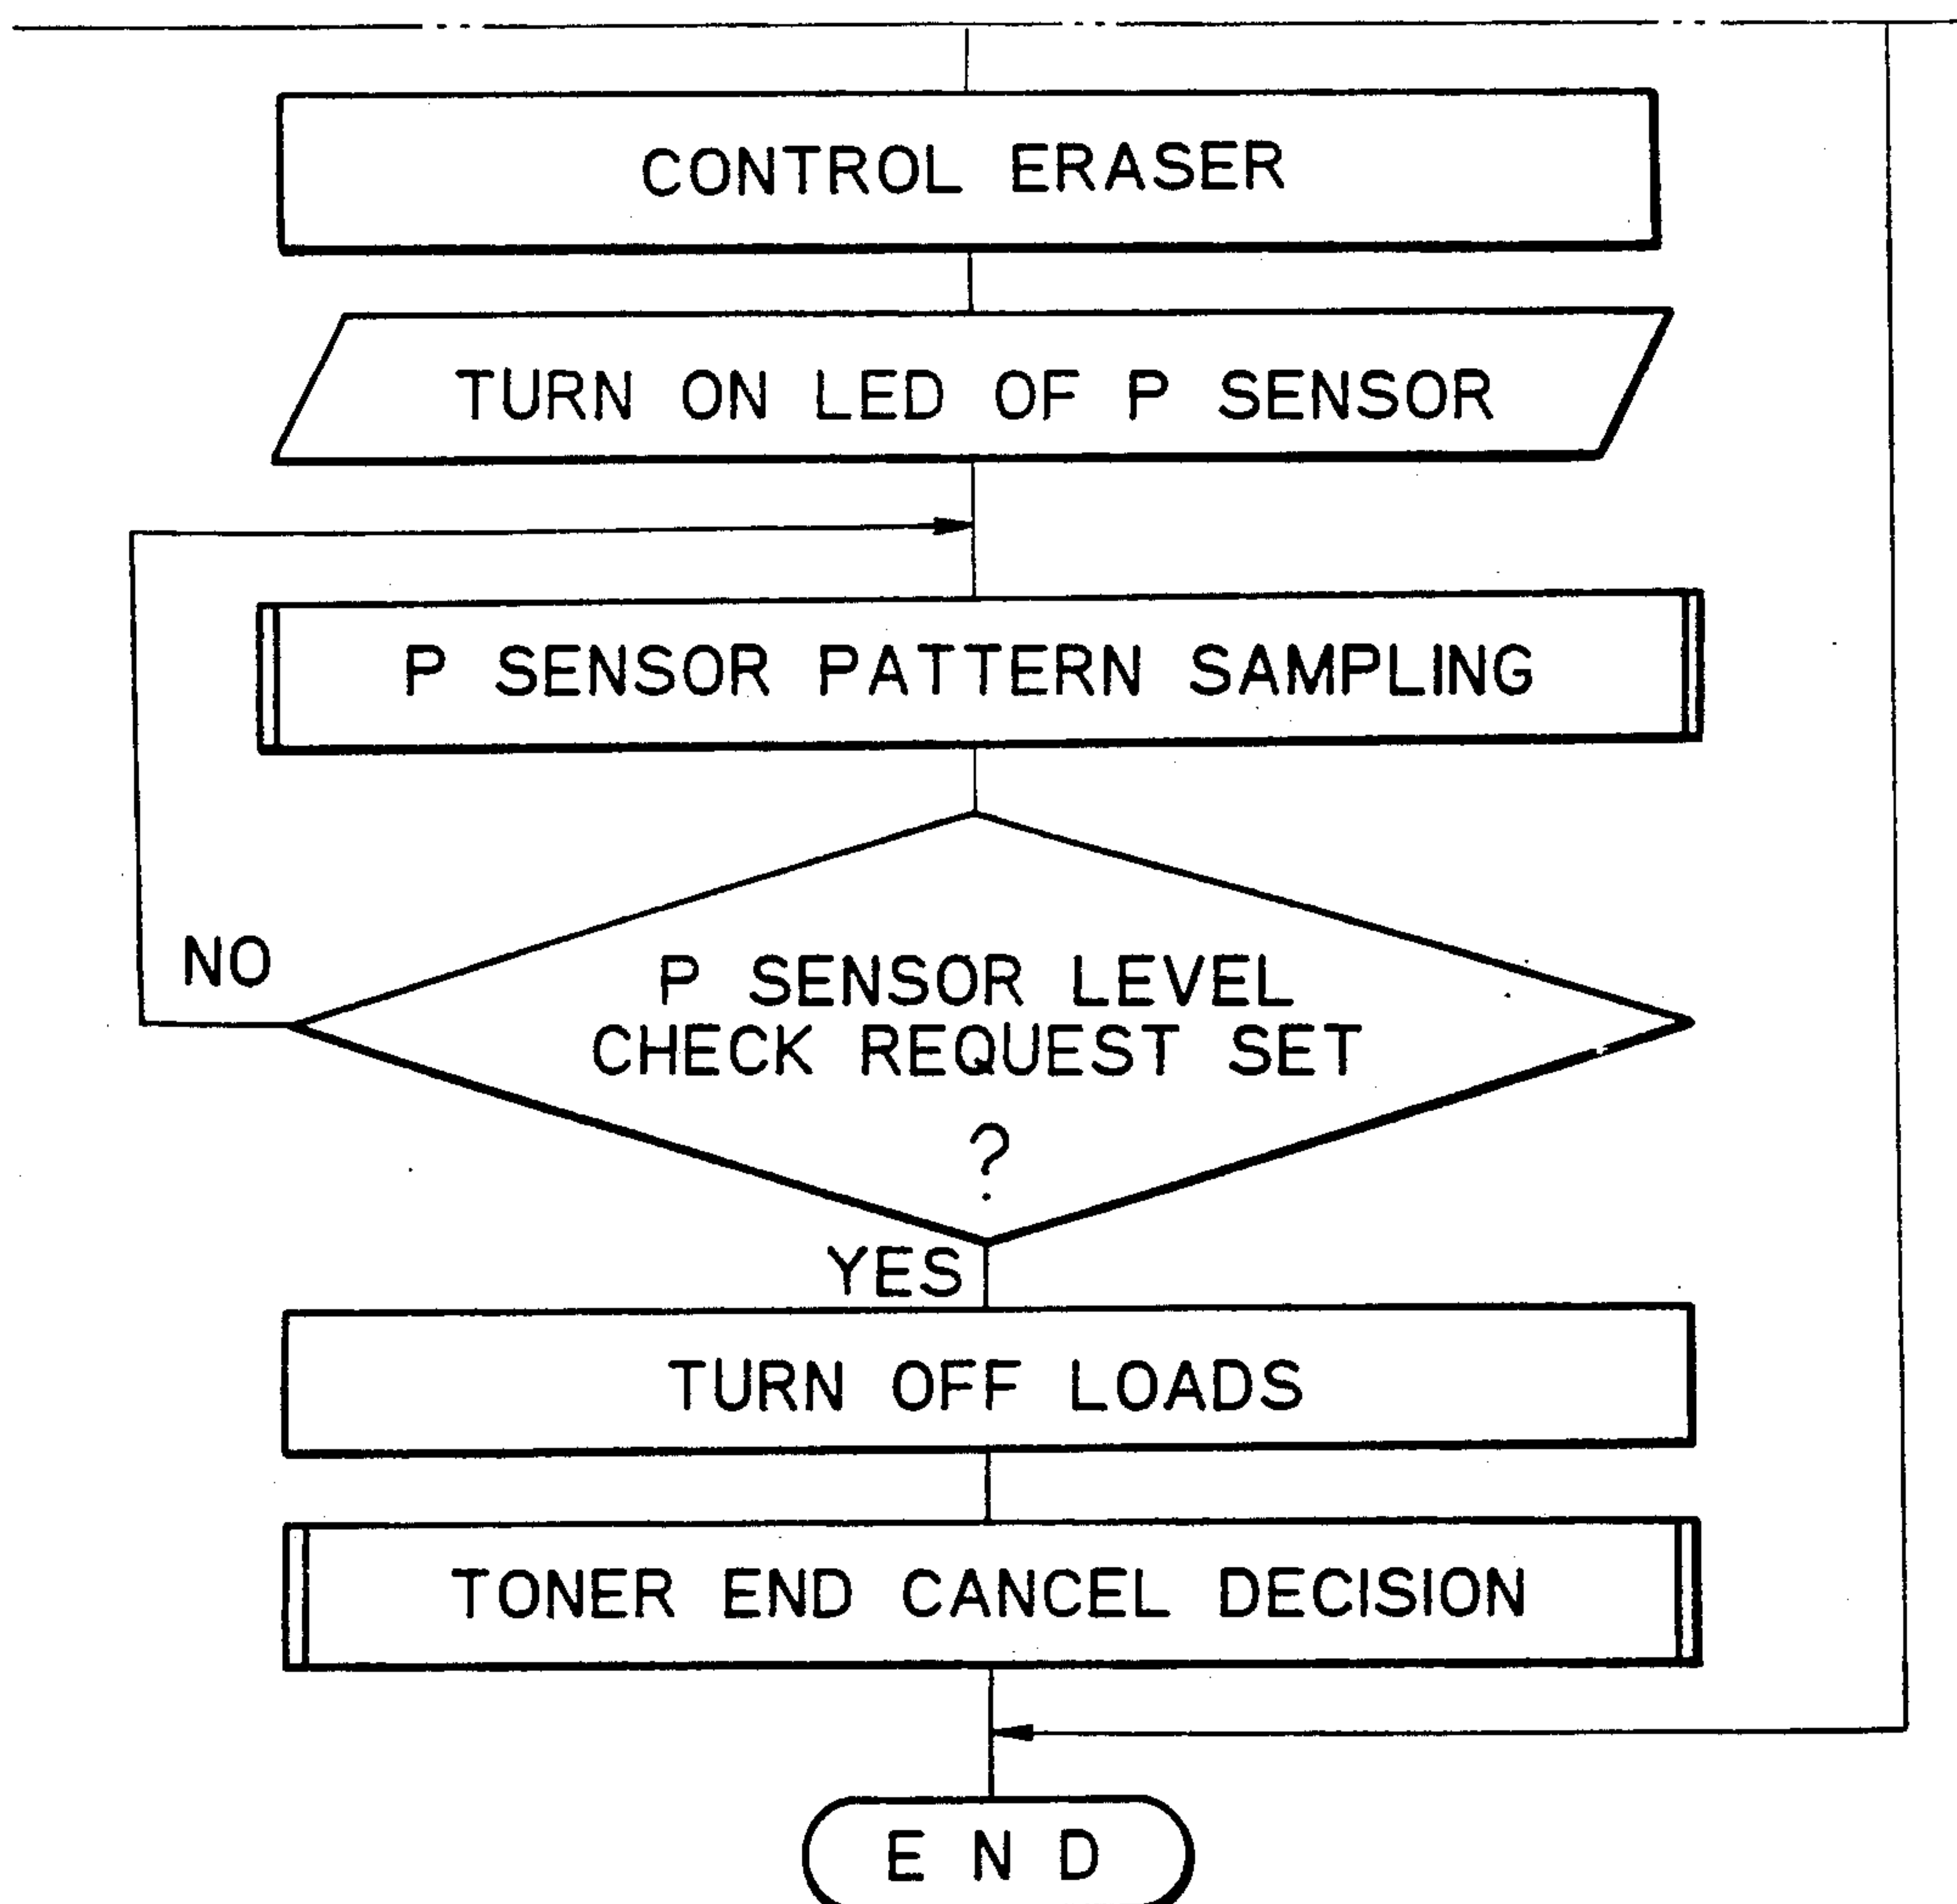 CONTROL ERASER
TURN ON LED OF P SENSOR
P SENSOR PATTERN SAMPLING
NO
P SENSOR LEVEL
CHECK REQUEST SET
?
YES
TURN OFF LOADS
TONER END CANCEL DECISION
END